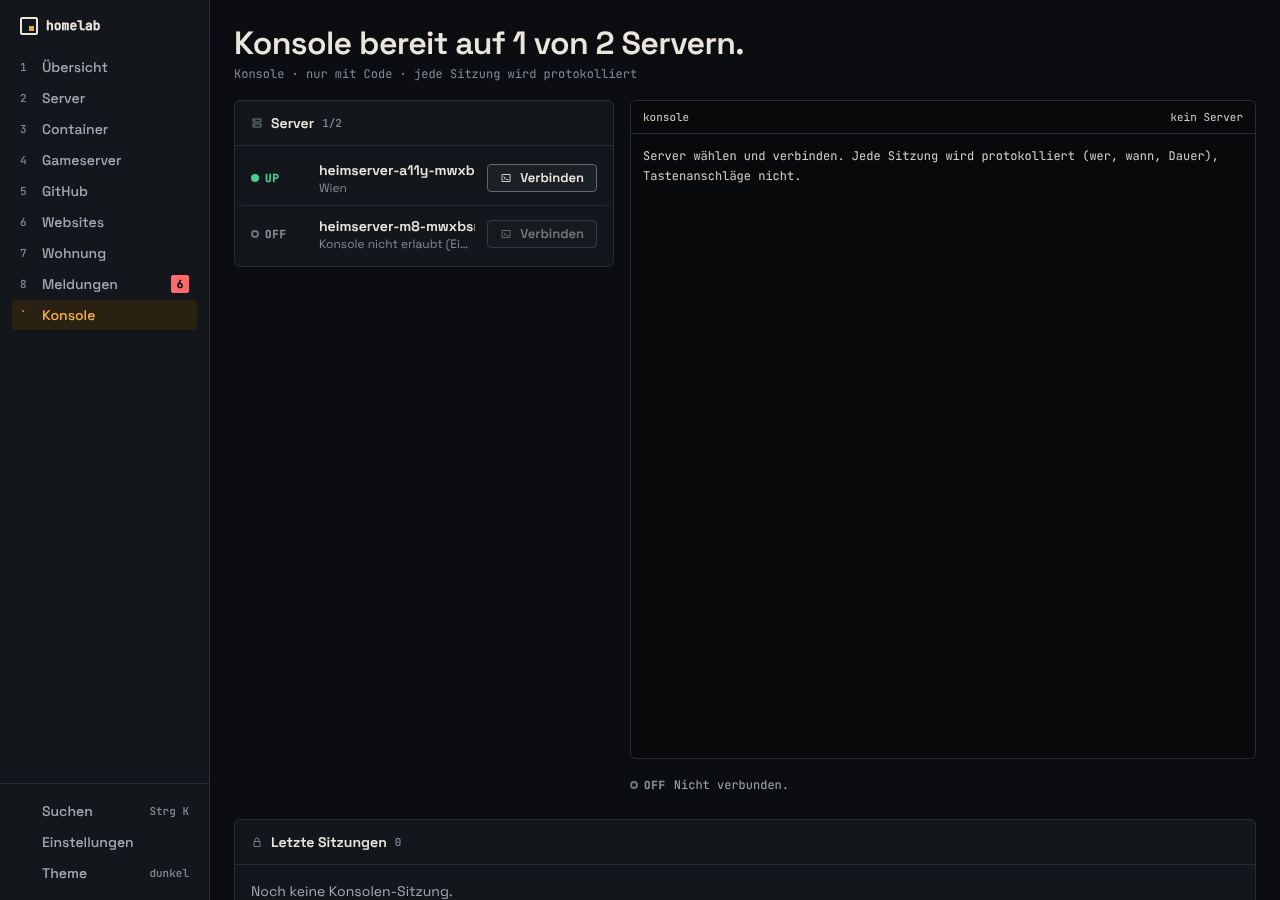 homelab
1 Übersicht
2 Server
3 Container
4 Gameserver
5 GitHub
6 Websites
7 Wohnung
8 Meldungen 6
` Konsole
Suchen Strg K
Einstellungen
Theme dunkel
Konsole bereit auf 1 von 2 Servern.
Konsole · nur mit Code · jede Sitzung wird protokolliert
Server 1/2
UP heimserver-a11y-mwxb Verbinden
Wien
OFF heimserver-m8-mwxbs Verbinden
Konsole nicht erlaubt (Ei…
konsole kein Server
Server wählen und verbinden. Jede Sitzung wird protokolliert (wer, wann, Dauer),
Tastenanschläge nicht.
OFF Nicht verbunden.
Letzte Sitzungen 0
Noch keine Konsolen-Sitzung.